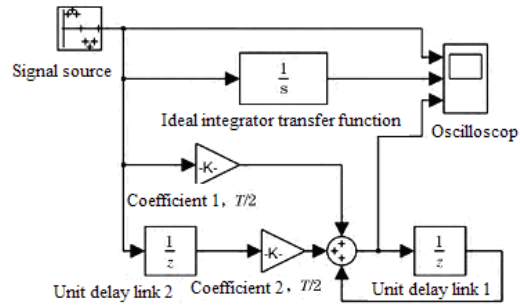 Signal source
1
s
Ideal integrator transfer function
Oscilloscop
-K-
Coefficient 1，T/2
1
z
-K-
+
+ +
+
1
z
Unit delay link 2
Coefficient 2，T/2
Unit delay link 1